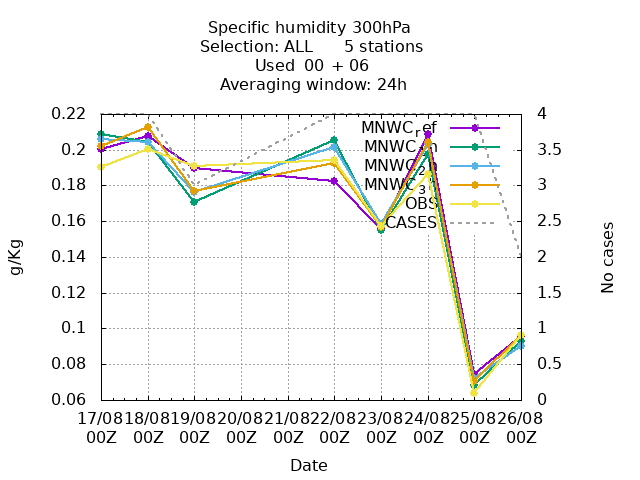 Specific humidity 300hPa
Selection: ALL 5 stations
Used 00 + 06
Averaging window: 24h
0.22
0.2
0.18
0.16
0.14
0.12
0.1
0.08
0.06
4
3.5
3
2.5
2
1.5
1
0.5
0
g/Kg
No cases
MNWC_ref
OBS
CASES
17/08 18/08 19/08 20/08 21/08 22/08 23/08 24/08 25/08 26/08
00Z 00Z 00Z 00Z 00Z 00Z 00Z 00Z 00Z 00Z
Date